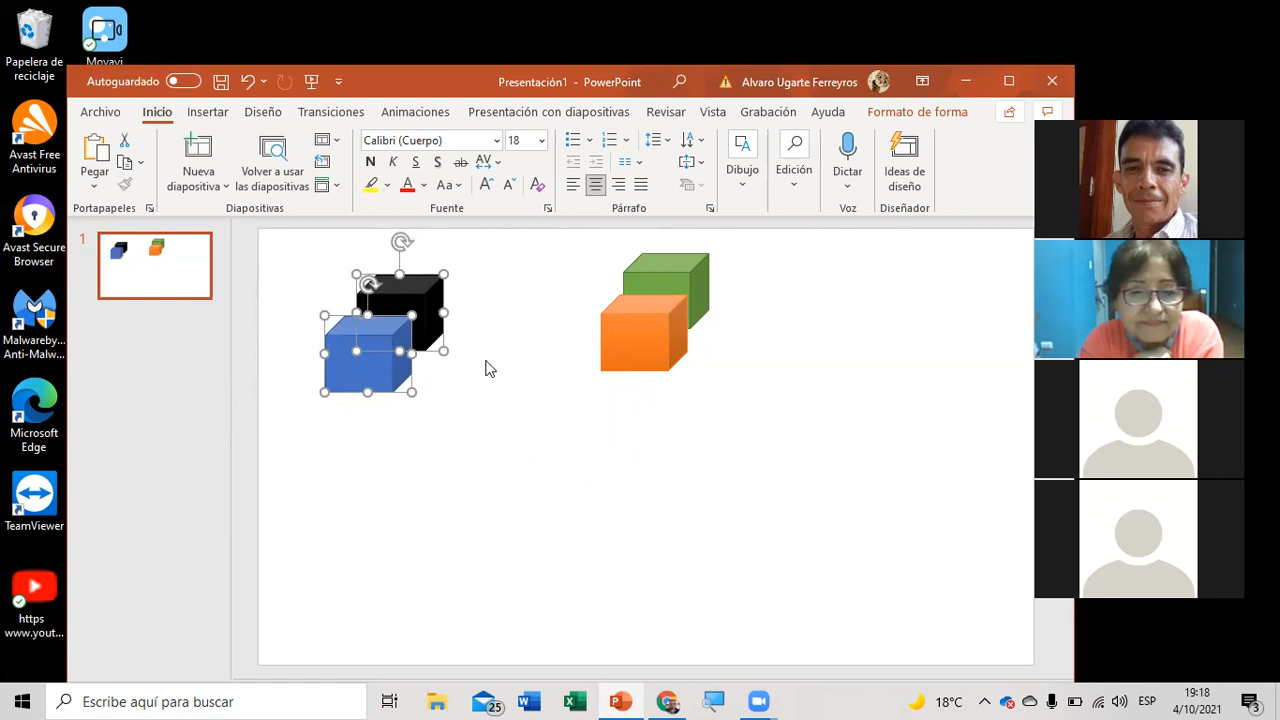 Papelera de
reciclaje
Movavi
Avast Free
Antivirus
Avast Secure
Browser
Malwareby...
Anti-Malw...
Microsoft
Edge
TeamViewer
https
www.yout...
Autoguardado
Presentación1 - PowerPoint
Alvaro Ugarte Ferreyros
Archivo Inicio Insertar Diseño Transiciones Animaciones Presentación con diapositivas Revisar Vista Grabación Ayuda Formato de forma
Calibri (Cuerpo) 18
N K S S ab AV
A Aa A A A
Pegar
Nueva
diapositiva
Volver a usar
las diapositivas
Dibujo
Edición
Dictar
Ideas de
diseño
Portapapeles Diapositivas Fuente Párrafo Voz Diseñador
1
Escribe aquí para buscar
25
18°C
ESP
19:18
4/10/2021
3